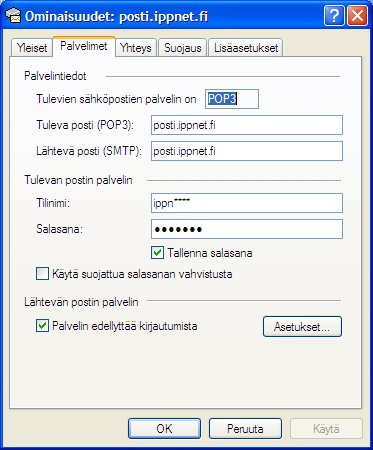 Ominaisuudet: posti.ippnet.fi
Yleiset Palvelimet Yhteys Suojaus Lisäasetukset
Palvelintiedot
Tulevien sähköpostien palvelin on POP3
Tuleva posti (POP3): posti.ippnet.fi
Lähtevä posti (SMTP): posti.ippnet.fi
Tulevan postin palvelin
Tilinimi: ippn****
Salasana: ●●●●●●●
Tallenna salasana
Käytä suojattua salasanan vahvistusta
Lähtevän postin palvelin
Palvelin edellyttää kirjautumista Asetukset...
OK Peruuta Käytä